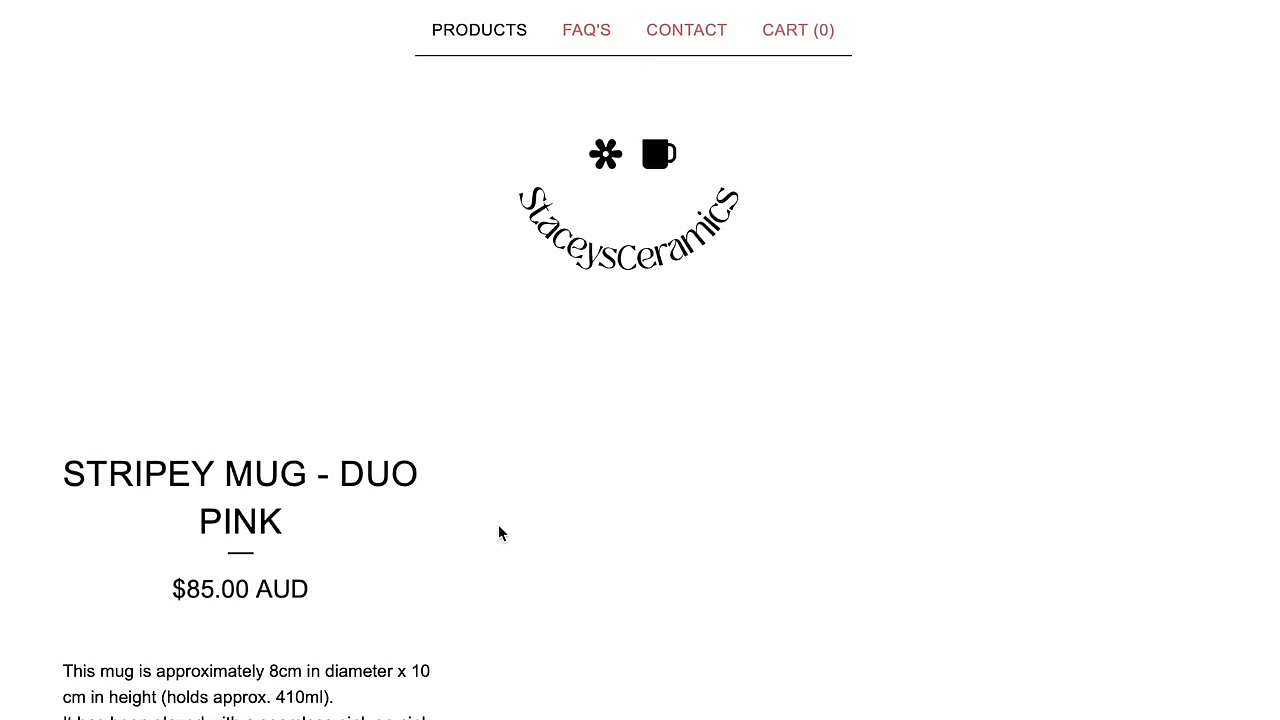 PRODUCTS FAQ'S CONTACT CART (0)
StaceysCeramics
STRIPEY MUG - DUO
PINK
$85.00 AUD
This mug is approximately 8cm in diameter x 10
cm in height (holds approx. 410ml).